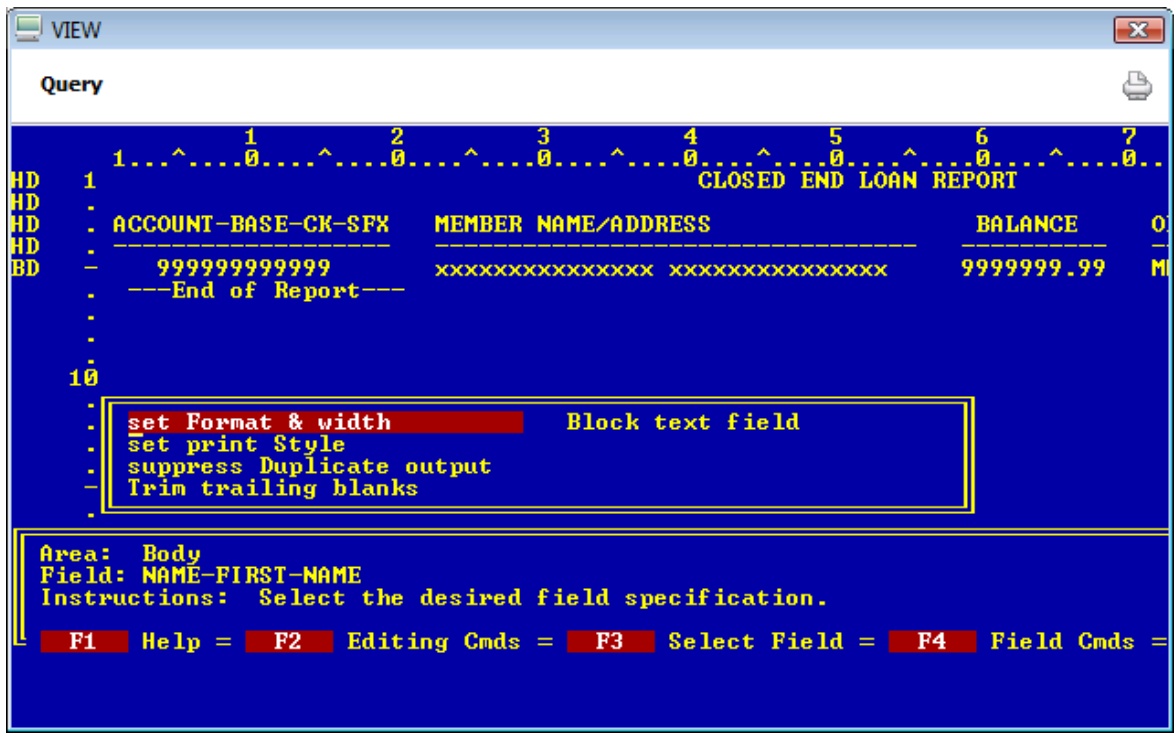 VIEW
Query
1 2 3 4 5 6 7
1...^....0....^....0....^....0....^....0....^....0....^....0....^....0..
HD 1 CLOSED END LOAN REPORT
HD .
HD . ACCOUNT-BASE-CK-SFX MEMBER NAME/ADDRESS BALANCE O
HD . ------------------- --------------------------------- ---------- -
BD - 999999999999 xxxxxxxxxxxxxxx xxxxxxxxxxxxxxx 9999999.99 M
. ---End of Report---
.
.
.
10
.
. set Format & width Block text field
. set print Style
. suppress Duplicate output
- Trim trailing blanks
.
Area: Body
Field: NAME-FIRST-NAME
Instructions: Select the desired field specification.
F1 Help = F2 Editing Cmds = F3 Select Field = F4 Field Cmds =